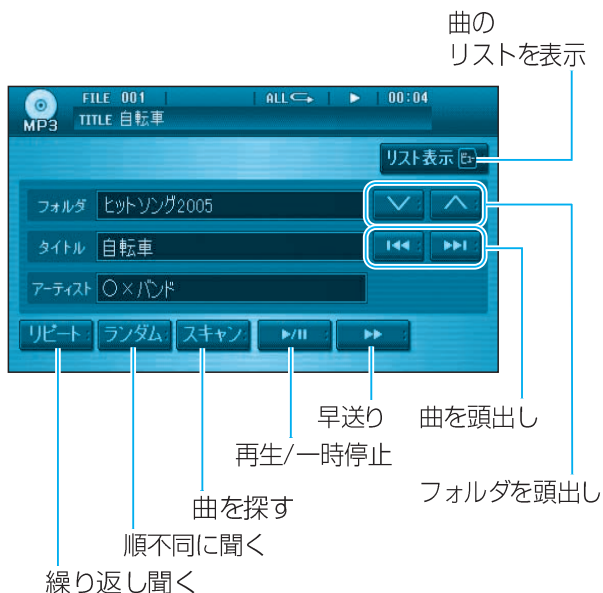 曲の
リストを表示
FILE 001 ALL 00:04
MP3 TITLE 自転車
リスト表示 ビュー
フォルダ ヒットソング2005
タイトル 自転車
アーティスト ○×バンド
リピート ランダム スキャン ▶/II ▶▶
早送り 曲を頭出し
再生/一時停止
フォルダを頭出し
曲を探す
順不同に聞く
繰り返し聞く